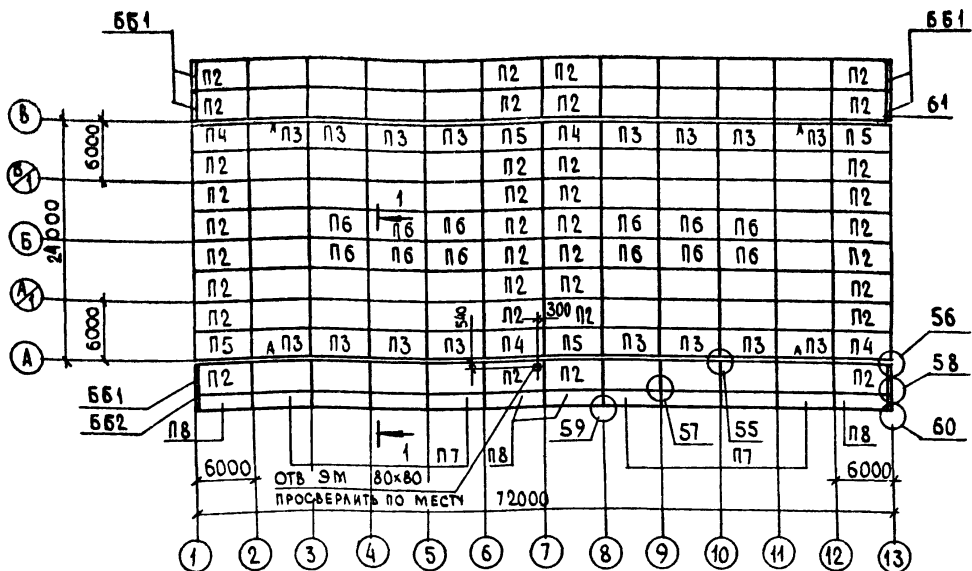 ББ1 ББ1
П2 П2 П2 П2
П2 П2 П2 П2
В 61
П4 А П3 П3 П3 П3 П5 П4 П3 П3 П3 А П3 П5
6000
П2 П2 П2 П2
В/1
П2 П2 П2 П2
1
24000
П2 П6 П6 П6 П2 П2 П6 П6 П6 П2
Б
П2 П6 П6 П6 П2 П2 П6 П6 П6 П2
П2 П2 П2
А/1
П2 П2 300 П2 П2
540
6000
П5 А П3 П3 П3 П3 П4 П5 П3 П3 П3 А П3 П4
56
А
П2 П2 П2 П2
58
ББ1
ББ2
П8 1 П7 П8 59 57 55 П7 П8 60
6000 ОТВ ЭМ 80×80 6000
ПРОСВЕРЛИТЬ ПО МЕСТУ 72000
1 2 3 4 5 6 7 8 9 10 11 12 13